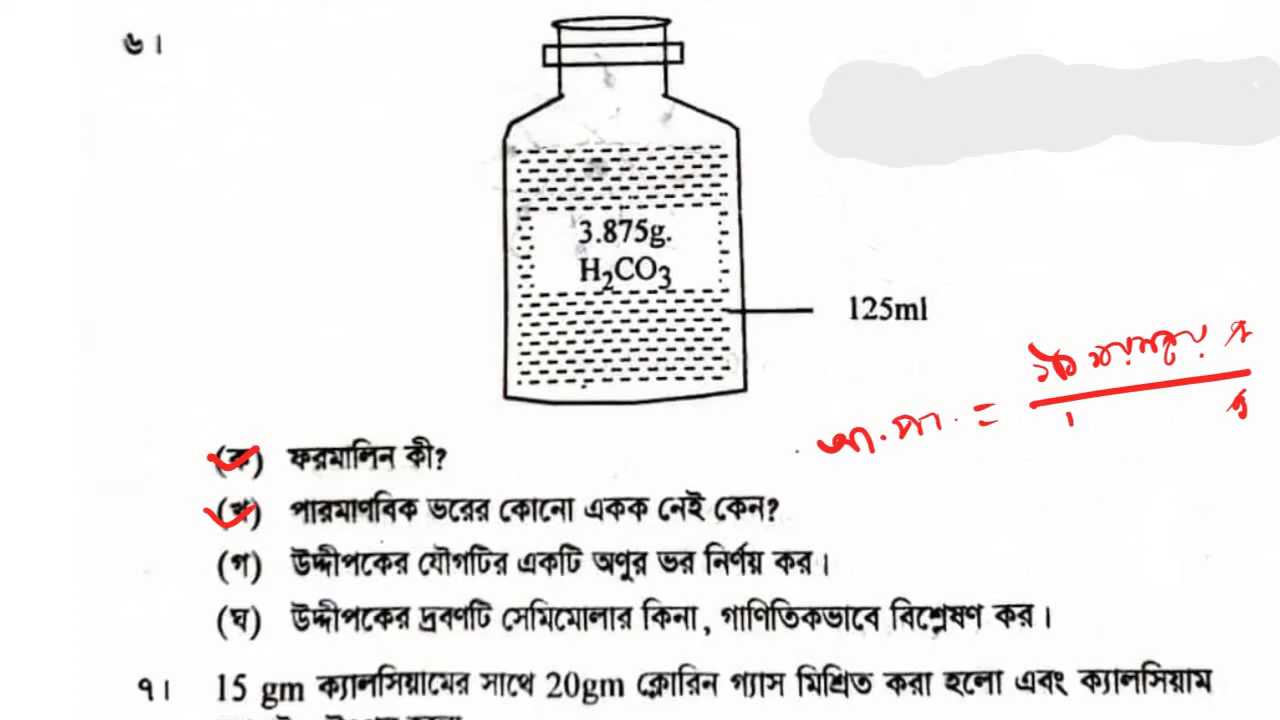 ৬।
3.875g.
H₂CO₃
125ml
আ.পা. =
১
(ক) ফরমালিন কী?
(খ) পারমাণবিক ভরের কোনো একক নেই কেন?
(গ) উদ্দীপকের যৌগটির একটি অণুর ভর নির্ণয় কর।
(ঘ) উদ্দীপকের দ্রবণটি সেমিমোলার কিনা, গাণিতিকভাবে বিশ্লেষণ কর।
৭। 15 gm ক্যালসিয়ামের সাথে 20gm ক্লোরিন গ্যাস মিশ্রিত করা হলো এবং ক্যালসিয়াম